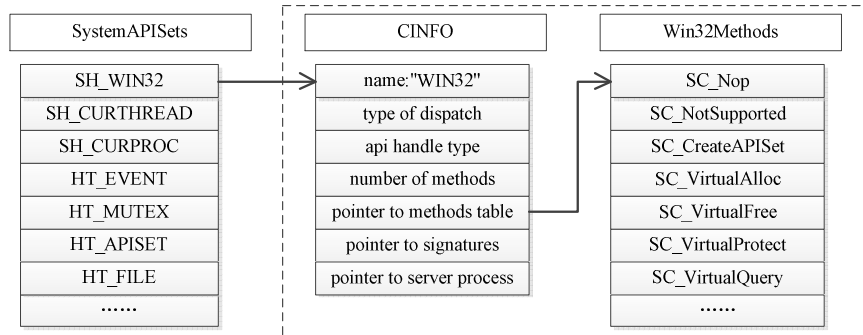 SystemAPISets
CINFO
Win32Methods
SH_WIN32
SH_CURTHREAD
SH_CURPROC
HT_EVENT
HT_MUTEX
HT_APISET
HT_FILE
······
name:"WIN32"
type of dispatch
api handle type
number of methods
pointer to methods table
pointer to signatures
pointer to server process
SC_Nop
SC_NotSupported
SC_CreateAPISet
SC_VirtualAlloc
SC_VirtualFree
SC_VirtualProtect
SC_VirtualQuery
······